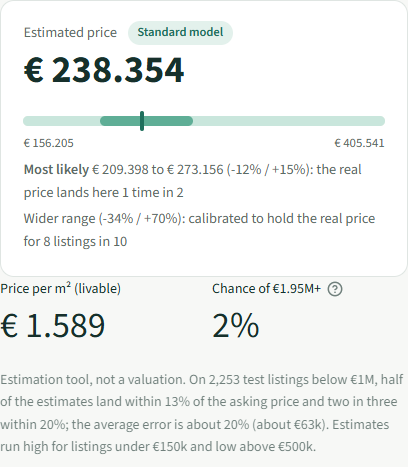 Estimated price Standard model
€ 238.354
€ 156.205 € 405.541
Most likely € 209.398 to € 273.156 (-12% / +15%): the real
price lands here 1 time in 2
Wider range (-34% / +70%): calibrated to hold the real price
for 8 listings in 10
Price per m² (livable) Chance of €1.95M+ ?
€ 1.589 2%
Estimation tool, not a valuation. On 2,253 test listings below €1M, half
of the estimates land within 13% of the asking price and two in three
within 20%; the average error is about 20% (about €63k). Estimates
run high for listings under €150k and low above €500k.